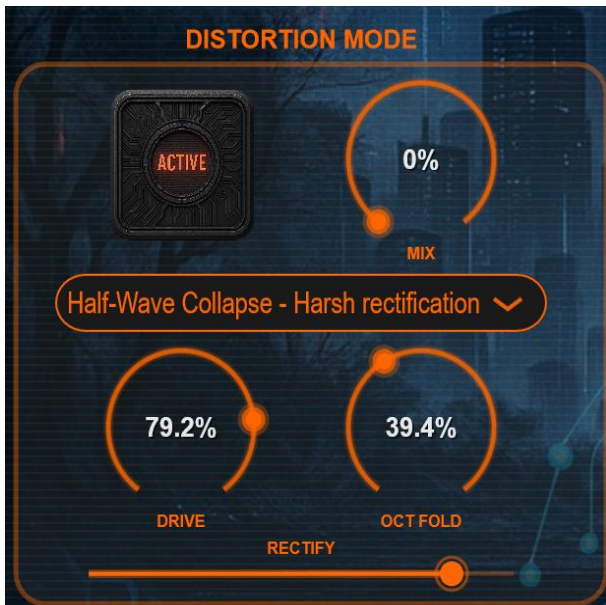 DISTORTION MODE
ACTIVE
0%
MIX
Half-Wave Collapse - Harsh rectification
79.2%
39.4%
DRIVE
OCT FOLD
RECTIFY